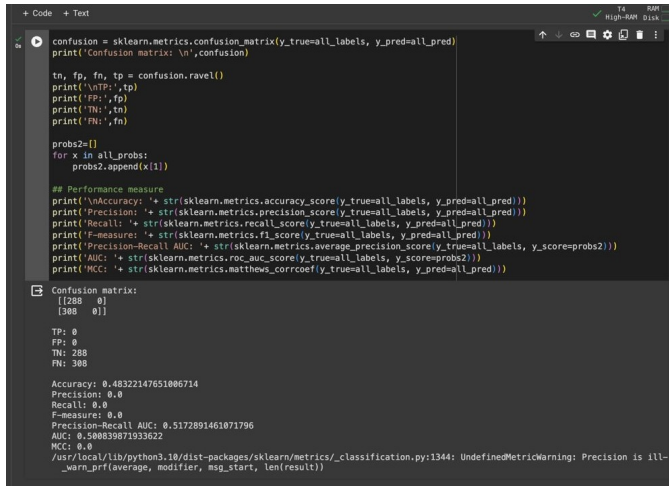 + Code + Text
T4 RAM
High-RAM Disk
0s
confusion = sklearn.metrics.confusion_matrix(y_true=all_labels, y_pred=all_pred)
print('Confusion matrix: \n',confusion)
tn, fp, fn, tp = confusion.ravel()
print('\nTP:',tp)
print('FP:',fp)
print('TN:',tn)
print('FN:',fn)
probs2=[]
for x in all_probs:
    probs2.append(x[1])
## Performance measure
print('\nAccuracy: '+ str(sklearn.metrics.accuracy_score(y_true=all_labels, y_pred=all_pred)))
print('Precision: '+ str(sklearn.metrics.precision_score(y_true=all_labels, y_pred=all_pred)))
print('Recall: '+ str(sklearn.metrics.recall_score(y_true=all_labels, y_pred=all_pred)))
print('F-measure: '+ str(sklearn.metrics.f1_score(y_true=all_labels, y_pred=all_pred)))
print('Precision-Recall AUC: '+ str(sklearn.metrics.average_precision_score(y_true=all_labels, y_score=probs2)))
print('AUC: '+ str(sklearn.metrics.roc_auc_score(y_true=all_labels, y_score=probs2)))
print('MCC: '+ str(sklearn.metrics.matthews_corrcoef(y_true=all_labels, y_pred=all_pred)))
Confusion matrix:
[[288 0]
[308 0]]
TP: 0
FP: 0
TN: 288
FN: 308
Accuracy: 0.48322147651006714
Precision: 0.0
Recall: 0.0
F-measure: 0.0
Precision-Recall AUC: 0.5172891461071796
AUC: 0.500839871933622
MCC: 0.0
/usr/local/lib/python3.10/dist-packages/sklearn/metrics/_classification.py:1344: UndefinedMetricWarning: Precision is ill-
_warn_prf(average, modifier, msg_start, len(result))